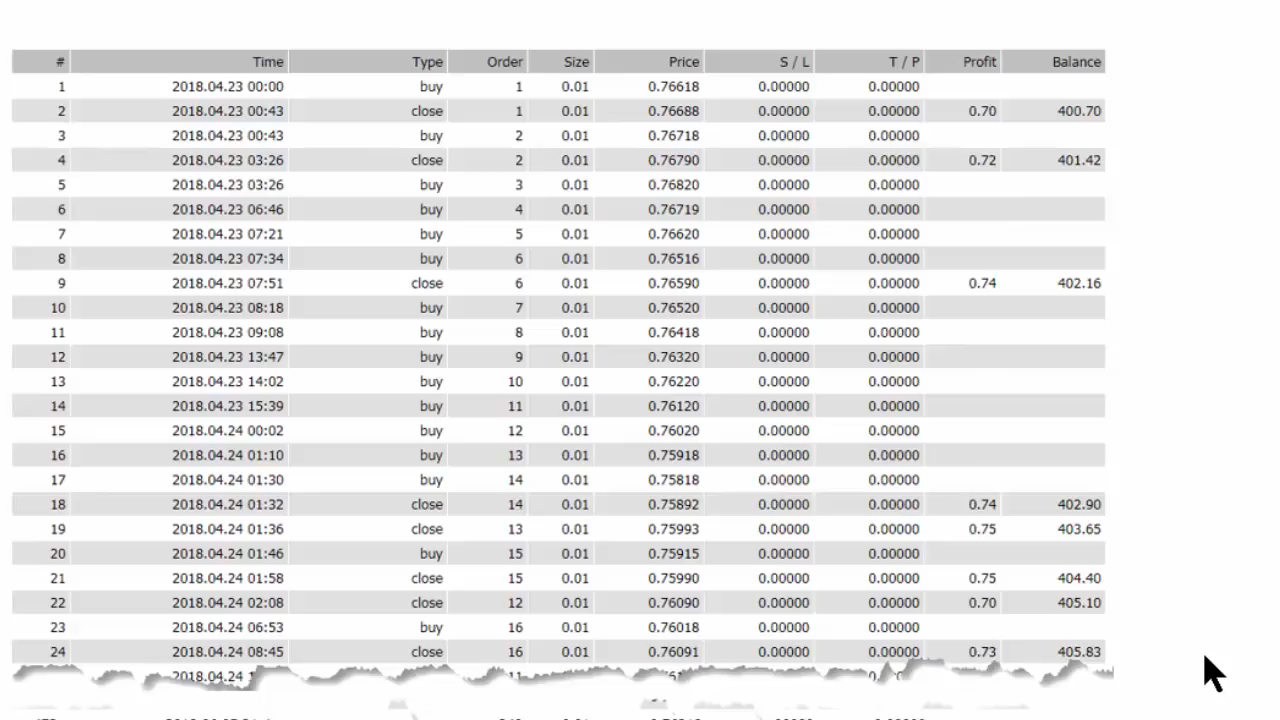 # Time Type Order Size Price S / L T / P Profit Balance
1 2018.04.23 00:00 buy 1 0.01 0.76618 0.00000 0.00000
2 2018.04.23 00:43 close 1 0.01 0.76688 0.00000 0.00000 0.70 400.70
3 2018.04.23 00:43 buy 2 0.01 0.76718 0.00000 0.00000
4 2018.04.23 03:26 close 2 0.01 0.76790 0.00000 0.00000 0.72 401.42
5 2018.04.23 03:26 buy 3 0.01 0.76820 0.00000 0.00000
6 2018.04.23 06:46 buy 4 0.01 0.76719 0.00000 0.00000
7 2018.04.23 07:21 buy 5 0.01 0.76620 0.00000 0.00000
8 2018.04.23 07:34 buy 6 0.01 0.76516 0.00000 0.00000
9 2018.04.23 07:51 close 6 0.01 0.76590 0.00000 0.00000 0.74 402.16
10 2018.04.23 08:18 buy 7 0.01 0.76520 0.00000 0.00000
11 2018.04.23 09:08 buy 8 0.01 0.76418 0.00000 0.00000
12 2018.04.23 13:47 buy 9 0.01 0.76320 0.00000 0.00000
13 2018.04.23 14:02 buy 10 0.01 0.76220 0.00000 0.00000
14 2018.04.23 15:39 buy 11 0.01 0.76120 0.00000 0.00000
15 2018.04.24 00:02 buy 12 0.01 0.76020 0.00000 0.00000
16 2018.04.24 01:10 buy 13 0.01 0.75918 0.00000 0.00000
17 2018.04.24 01:30 buy 14 0.01 0.75818 0.00000 0.00000
18 2018.04.24 01:32 close 14 0.01 0.75892 0.00000 0.00000 0.74 402.90
19 2018.04.24 01:36 close 13 0.01 0.75993 0.00000 0.00000 0.75 403.65
20 2018.04.24 01:46 buy 15 0.01 0.75915 0.00000 0.00000
21 2018.04.24 01:58 close 15 0.01 0.75990 0.00000 0.00000 0.75 404.40
22 2018.04.24 02:08 close 12 0.01 0.76090 0.00000 0.00000 0.70 405.10
23 2018.04.24 06:53 buy 16 0.01 0.76018 0.00000 0.00000
24 2018.04.24 08:45 close 16 0.01 0.76091 0.00000 0.00000 0.73 405.83
2018.04.24